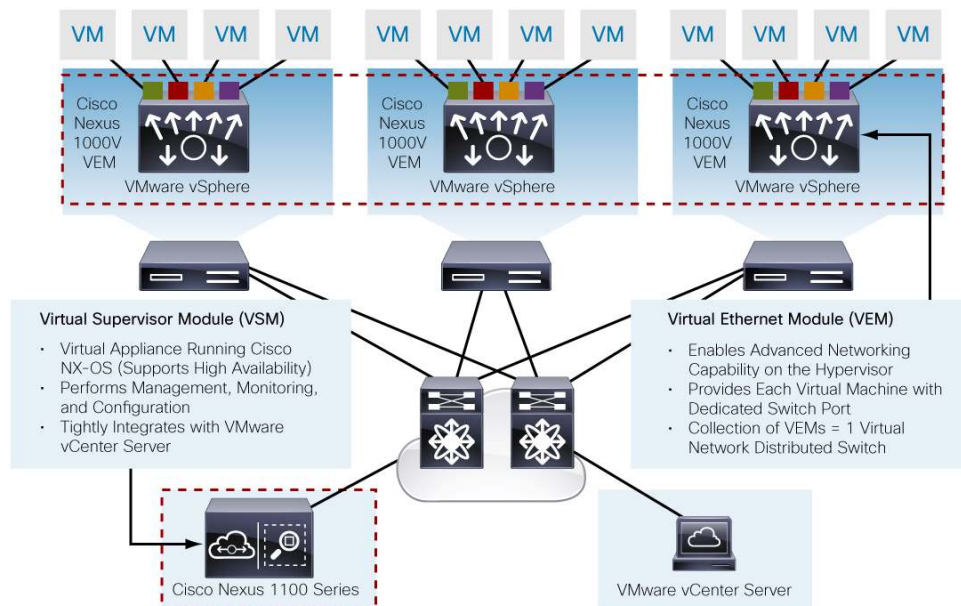 VM VM VM VM VM VM VM VM VM VM VM VM
Cisco
Nexus
1000V
VEM
VMware vSphere
Cisco
Nexus
1000V
VEM
VMware vSphere
Cisco
Nexus
1000V
VEM
VMware vSphere
Virtual Supervisor Module (VSM)
• Virtual Appliance Running Cisco
NX-OS (Supports High Availability)
• Performs Management, Monitoring,
and Configuration
• Tightly Integrates with VMware
vCenter Server
Virtual Ethernet Module (VEM)
• Enables Advanced Networking
Capability on the Hypervisor
• Provides Each Virtual Machine with
Dedicated Switch Port
• Collection of VEMs = 1 Virtual
Network Distributed Switch
Cisco Nexus 1100 Series
VMware vCenter Server